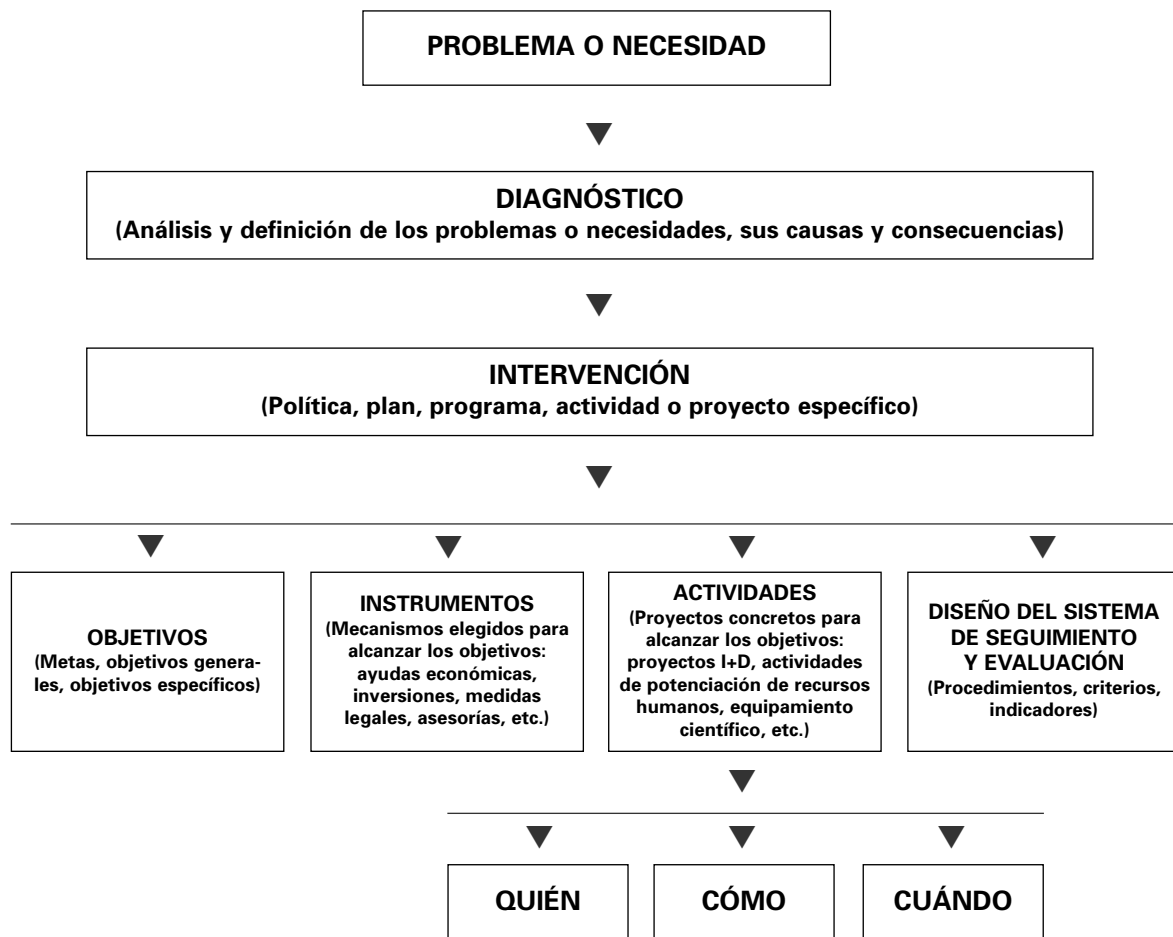 PROBLEMA O NECESIDAD
DIAGNÓSTICO
(Análisis y definición de los problemas o necesidades, sus causas y consecuencias)
INTERVENCIÓN
(Política, plan, programa, actividad o proyecto específico)
OBJETIVOS
(Metas, objetivos genera-
les, objetivos específicos)
INSTRUMENTOS
(Mecanismos elegidos para
alcanzar los objetivos:
ayudas económicas,
inversiones, medidas
legales, asesorías, etc.)
ACTIVIDADES
(Proyectos concretos para
alcanzar los objetivos:
proyectos I+D, actividades
de potenciación de recursos
humanos, equipamiento
científico, etc.)
DISEÑO DEL SISTEMA
DE SEGUIMIENTO
Y EVALUACIÓN
(Procedimientos, criterios,
indicadores)
QUIÉN
CÓMO
CUÁNDO